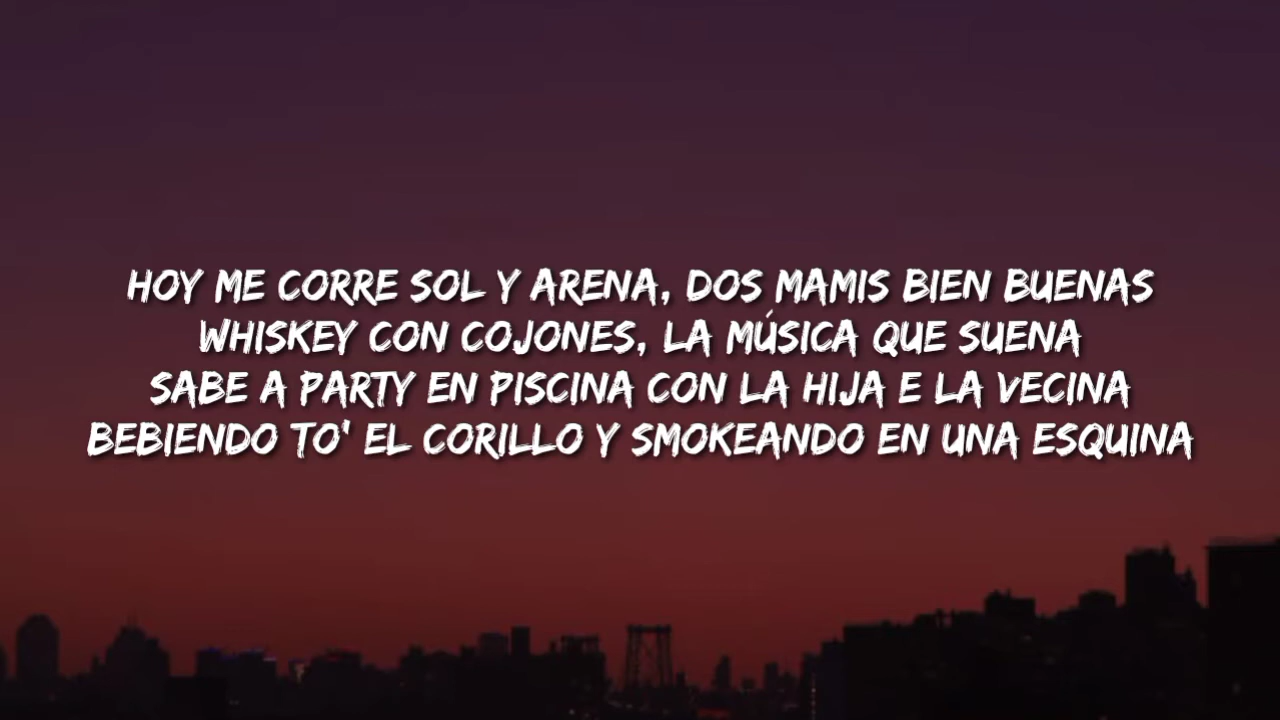 HOY ME CORRE SOL Y ARENA, DOS MAMIS BIEN BUENAS
WHISKEY CON COJONES, LA MÚSICA QUE SUENA
SABE A PARTY EN PISCINA CON LA HIJA E LA VECINA
BEBIENDO TO' EL CORILLO Y SMOKEANDO EN UNA ESQUINA